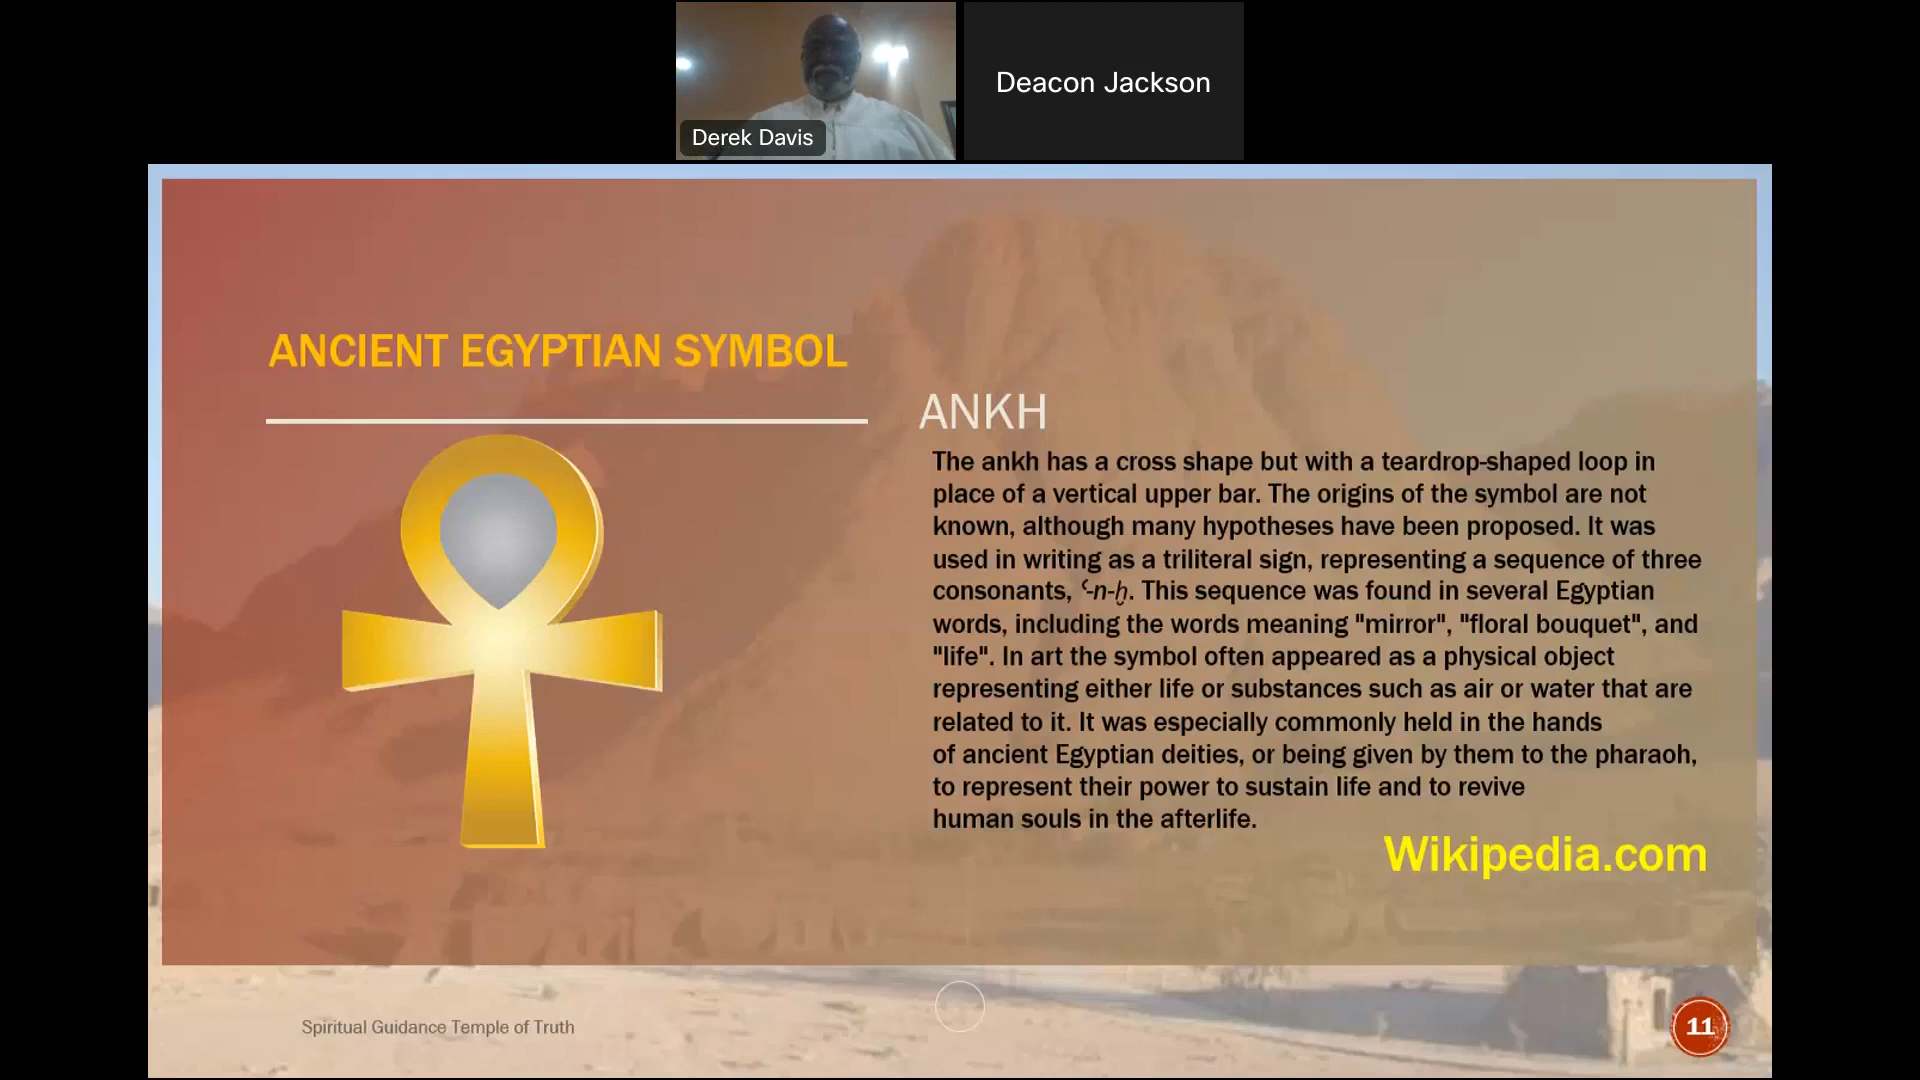 Derek Davis
Deacon Jackson
ANCIENT EGYPTIAN SYMBOL
ANKH
The ankh has a cross shape but with a teardrop-shaped loop in
place of a vertical upper bar. The origins of the symbol are not
known, although many hypotheses have been proposed. It was
used in writing as a triliteral sign, representing a sequence of three
consonants, Ꜥ-n-ḫ. This sequence was found in several Egyptian
words, including the words meaning "mirror", "floral bouquet", and
"life". In art the symbol often appeared as a physical object
representing either life or substances such as air or water that are
related to it. It was especially commonly held in the hands
of ancient Egyptian deities, or being given by them to the pharaoh,
to represent their power to sustain life and to revive
human souls in the afterlife.
Wikipedia.com
Spiritual Guidance Temple of Truth
11